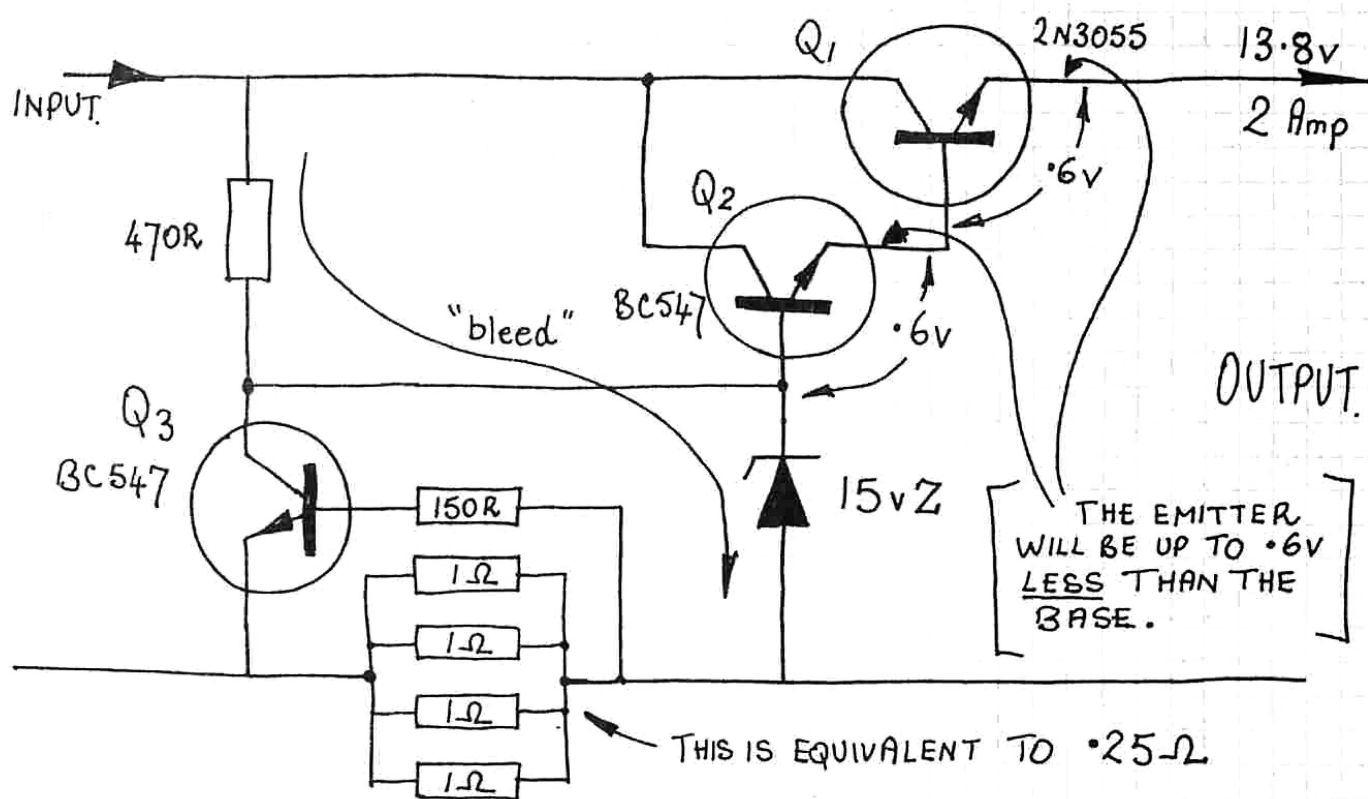 Q1
2N3055
13.8v
INPUT.
2 Amp
.6v
Q2
470R
BC547
"bleed"
.6v
OUTPUT.
Q3
BC547
150R
15vZ
1Ω
1Ω
1Ω
1Ω
THE EMITTER
WILL BE UP TO .6v
LESS THAN THE
BASE.
THIS IS EQUIVALENT TO .25Ω